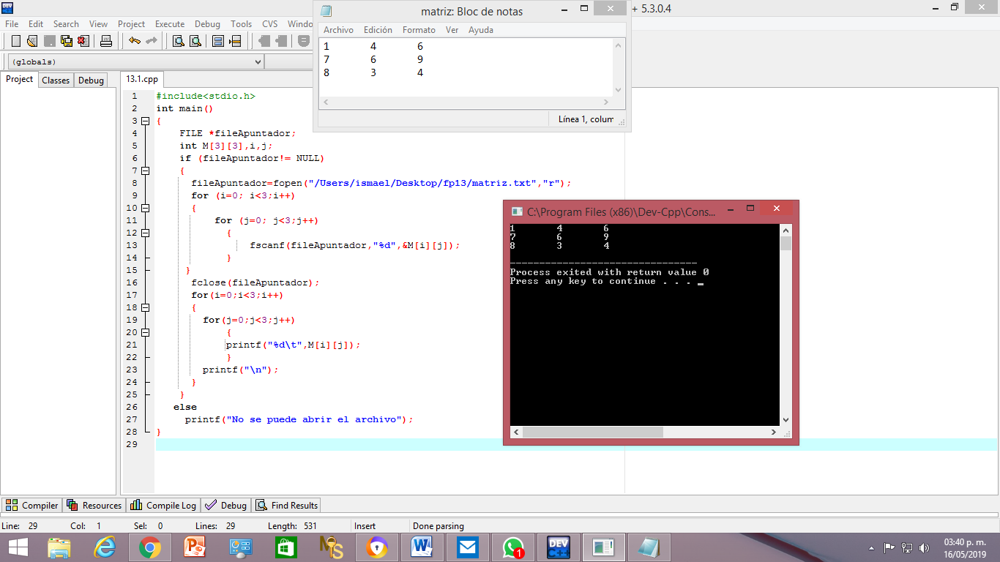 + 5.3.0.4
File Edit Search View Project Execute Debug Tools CVS Windo
(globals)
Project Classes Debug
13.1.cpp
matriz: Bloc de notas
Archivo Edición Formato Ver Ayuda
1 4 6
7 6 9
8 3 4
Línea 1, colum
1 #include<stdio.h>
2 int main()
3 {
4 FILE *fileApuntador;
5 int M[3][3],i,j;
6 if (fileApuntador!= NULL)
7 {
8 fileApuntador=fopen("/Users/ismael/Desktop/fp13/matriz.txt","r");
9 for (i=0; i<3;i++)
10 {
11 for (j=0; j<3;j++)
12 {
13 fscanf(fileApuntador,"%d",&M[i][j]);
14 }
15 }
16 fclose(fileApuntador);
17 for(i=0;i<3;i++)
18 {
19 for(j=0;j<3;j++)
20 {
21 printf("%d\t",M[i][j]);
22 }
23 printf("\n");
24 }
25 }
26 else
27 printf("No se puede abrir el archivo");
28 }
29
C:\Program Files (x86)\Dev-Cpp\Cons...
1 4 6
7 6 9
8 3 4
--------------------------------
Process exited with return value 0
Press any key to continue . . . _
Compiler Resources Compile Log Debug Find Results
Line: 29 Col: 1 Sel: 0 Lines: 29 Length: 531 Insert Done parsing
DEV
C++
1
03:40 p. m.
16/05/2019